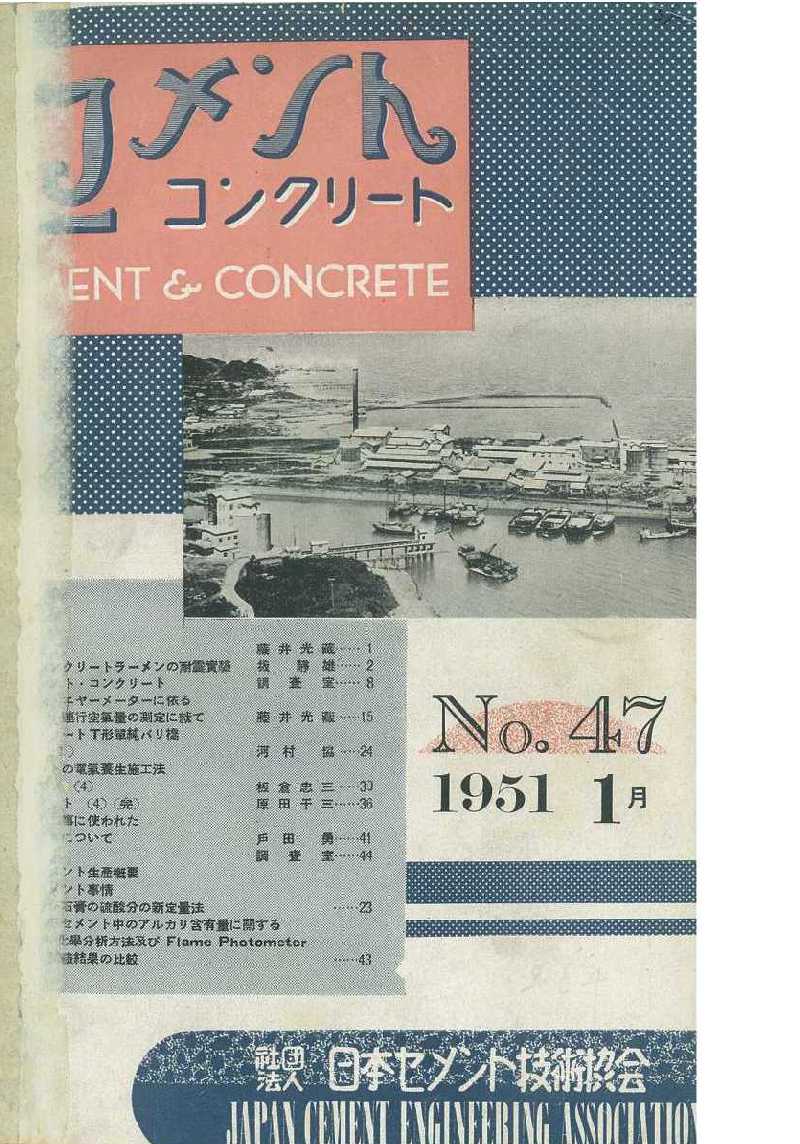 メント
コンクリート
ENT & CONCRETE
藤井光蔵……1
クリートラーメンの耐震實驗 坂 勝雄……2
ト・コンクリート 調査室……8
エヤーメーターに依る
連行空氣量の測定に就て 藤井光蔵……15
ートT形單純バリ橋
河村 協……24
の電氣養生施工法
(4) 板倉忠三……30
ト (4)(完) 原田千三……36
に使われた
について 戸田 勇……41
調査室……44
ント生産概要
ント事情
石膏の硫酸分の新定量法 ……23
セメント中のアルカリ含有量に関する
化學分析方法及び Flame Photometer
結果の比較 ……43
No. 47
1951 1月
社団法人 日本セメント技術協会
JAPAN CEMENT ENGINEERING ASSOCIATION